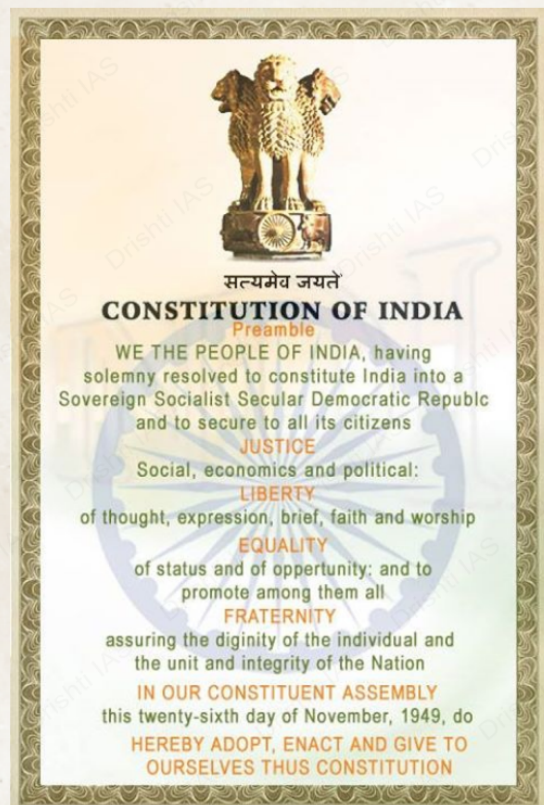 सत्यमेव जयते
CONSTITUTION OF INDIA
Preamble
WE THE PEOPLE OF INDIA, having
solemny resolved to constitute India into a
Sovereign Socialist Secular Democratic Republc
and to secure to all its citizens
JUSTICE
Social, economics and political:
LIBERTY
of thought, expression, brief, faith and worship
EQUALITY
of status and of oppertunity: and to
promote among them all
FRATERNITY
assuring the diginity of the individual and
the unit and integrity of the Nation
IN OUR CONSTITUENT ASSEMBLY
this twenty-sixth day of November, 1949, do
HEREBY ADOPT, ENACT AND GIVE TO
OURSELVES THUS CONSTITUTION
Drishti IAS